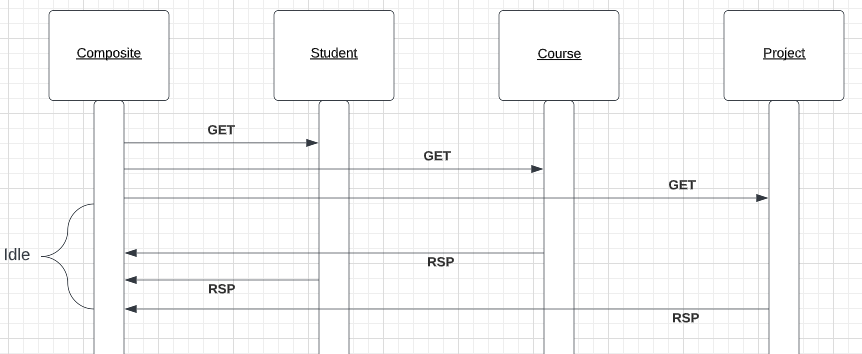 Composite
Student
Course
Project
GET
GET
GET
Idle
RSP
RSP
RSP